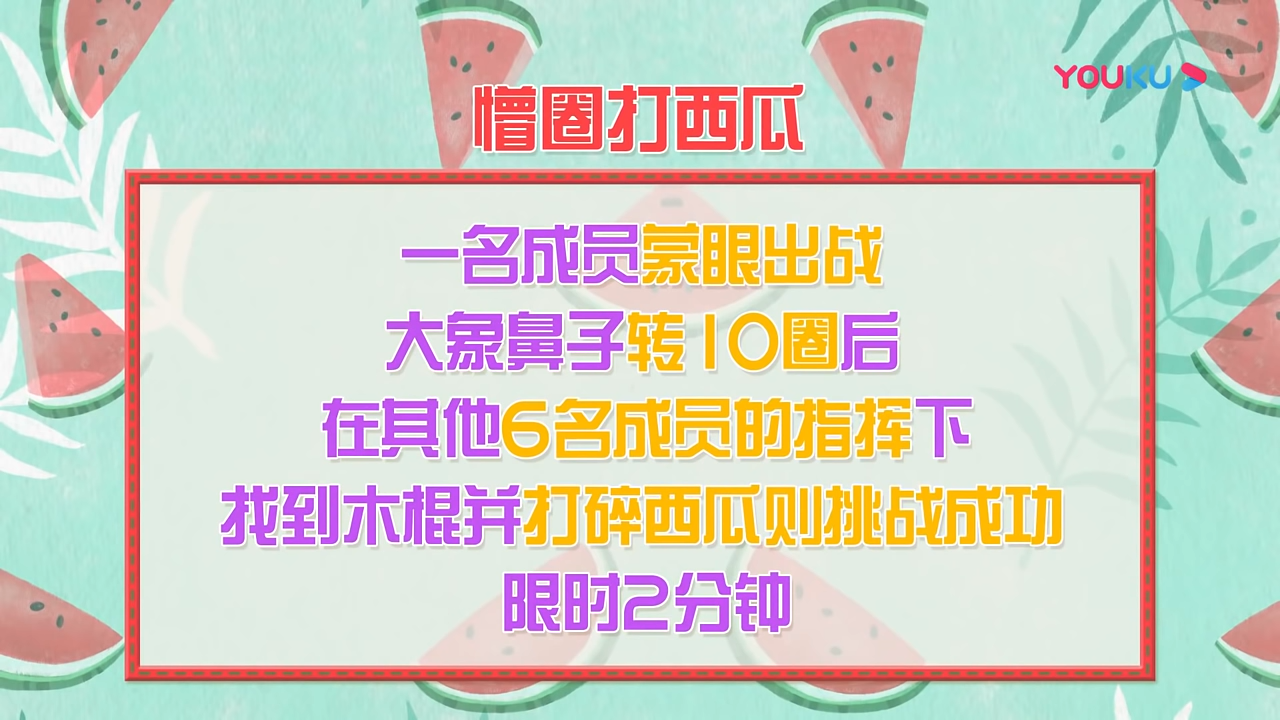 YOUKU
懵圈打西瓜
一名成员蒙眼出战
大象鼻子转10圈后
在其他6名成员的指挥下
找到木棍并打碎西瓜则挑战成功
限时2分钟